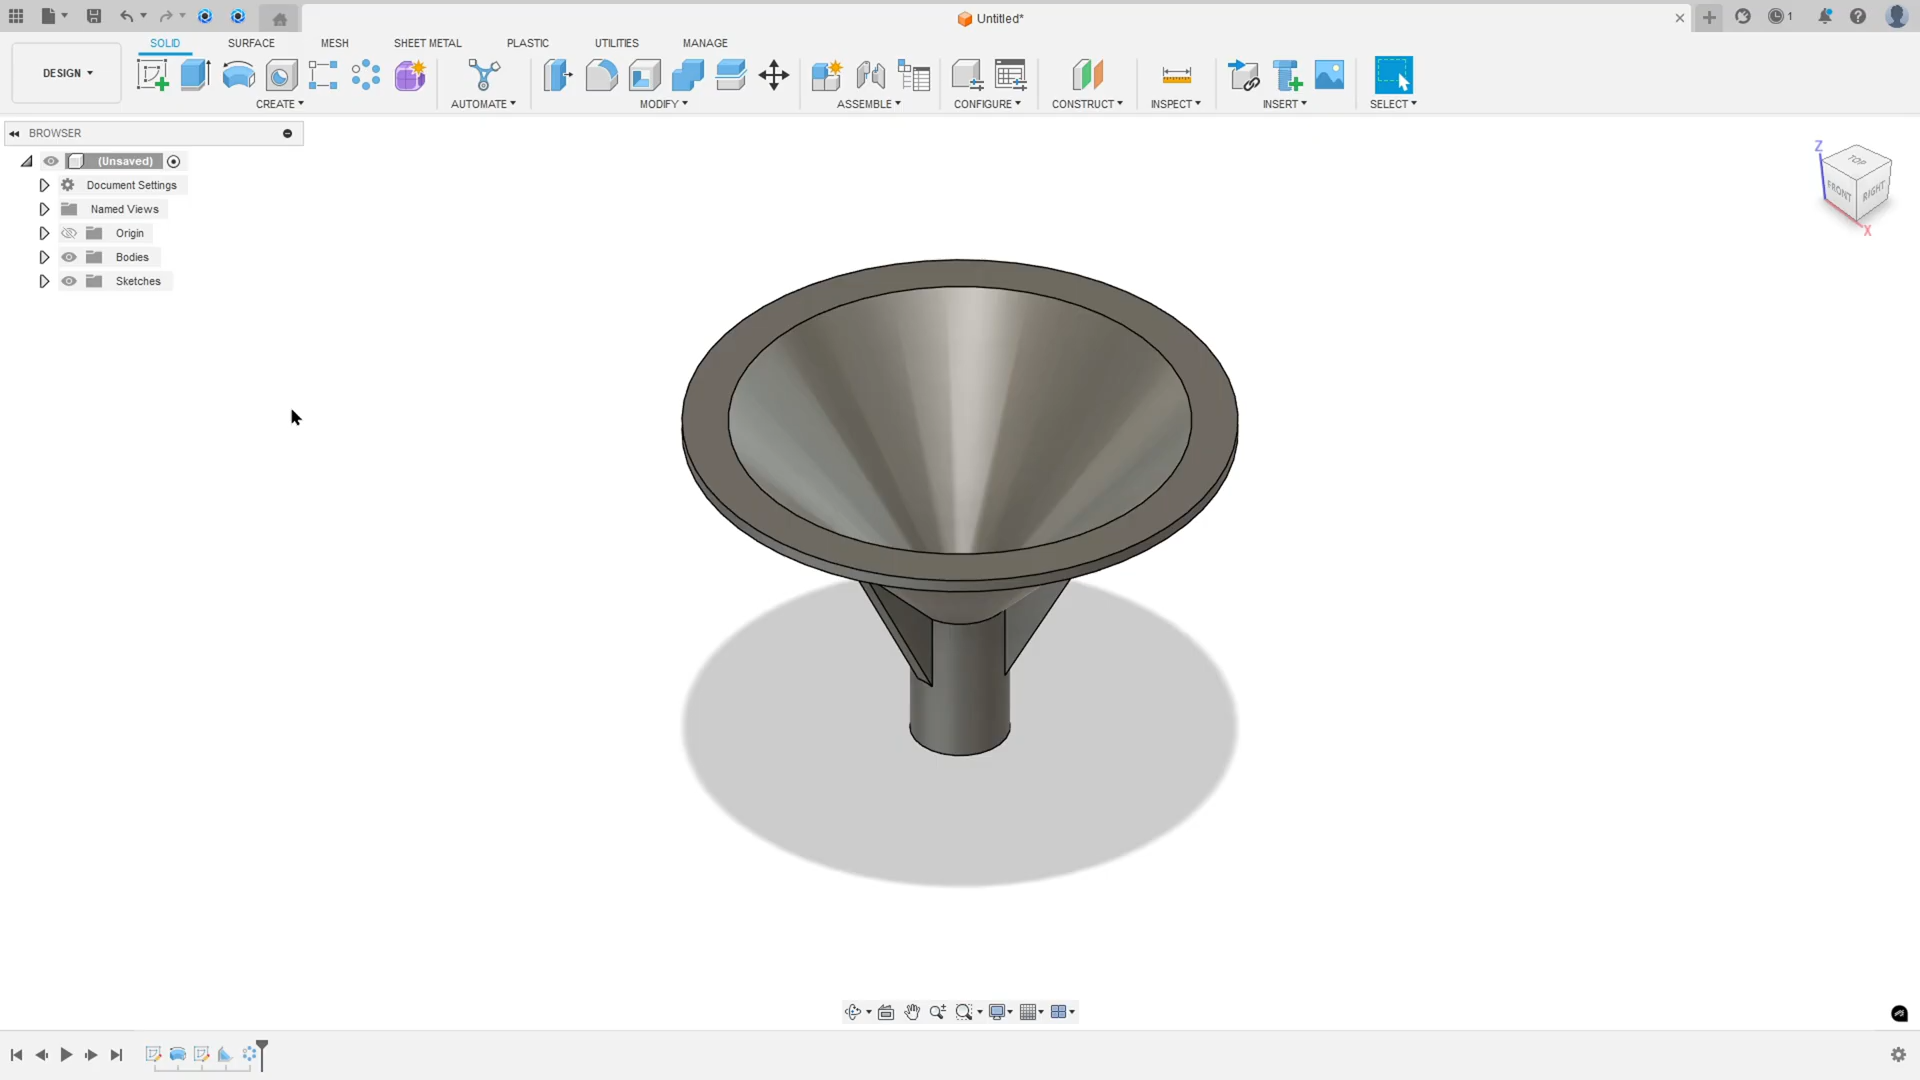 Untitled*
1
SOLID SURFACE MESH SHEET METAL PLASTIC UTILITIES MANAGE
DESIGN
CREATE AUTOMATE MODIFY ASSEMBLE CONFIGURE CONSTRUCT INSPECT INSERT SELECT
BROWSER
(Unsaved)
Document Settings
Named Views
Origin
Bodies
Sketches
Z
TOP
FRONT RIGHT
X